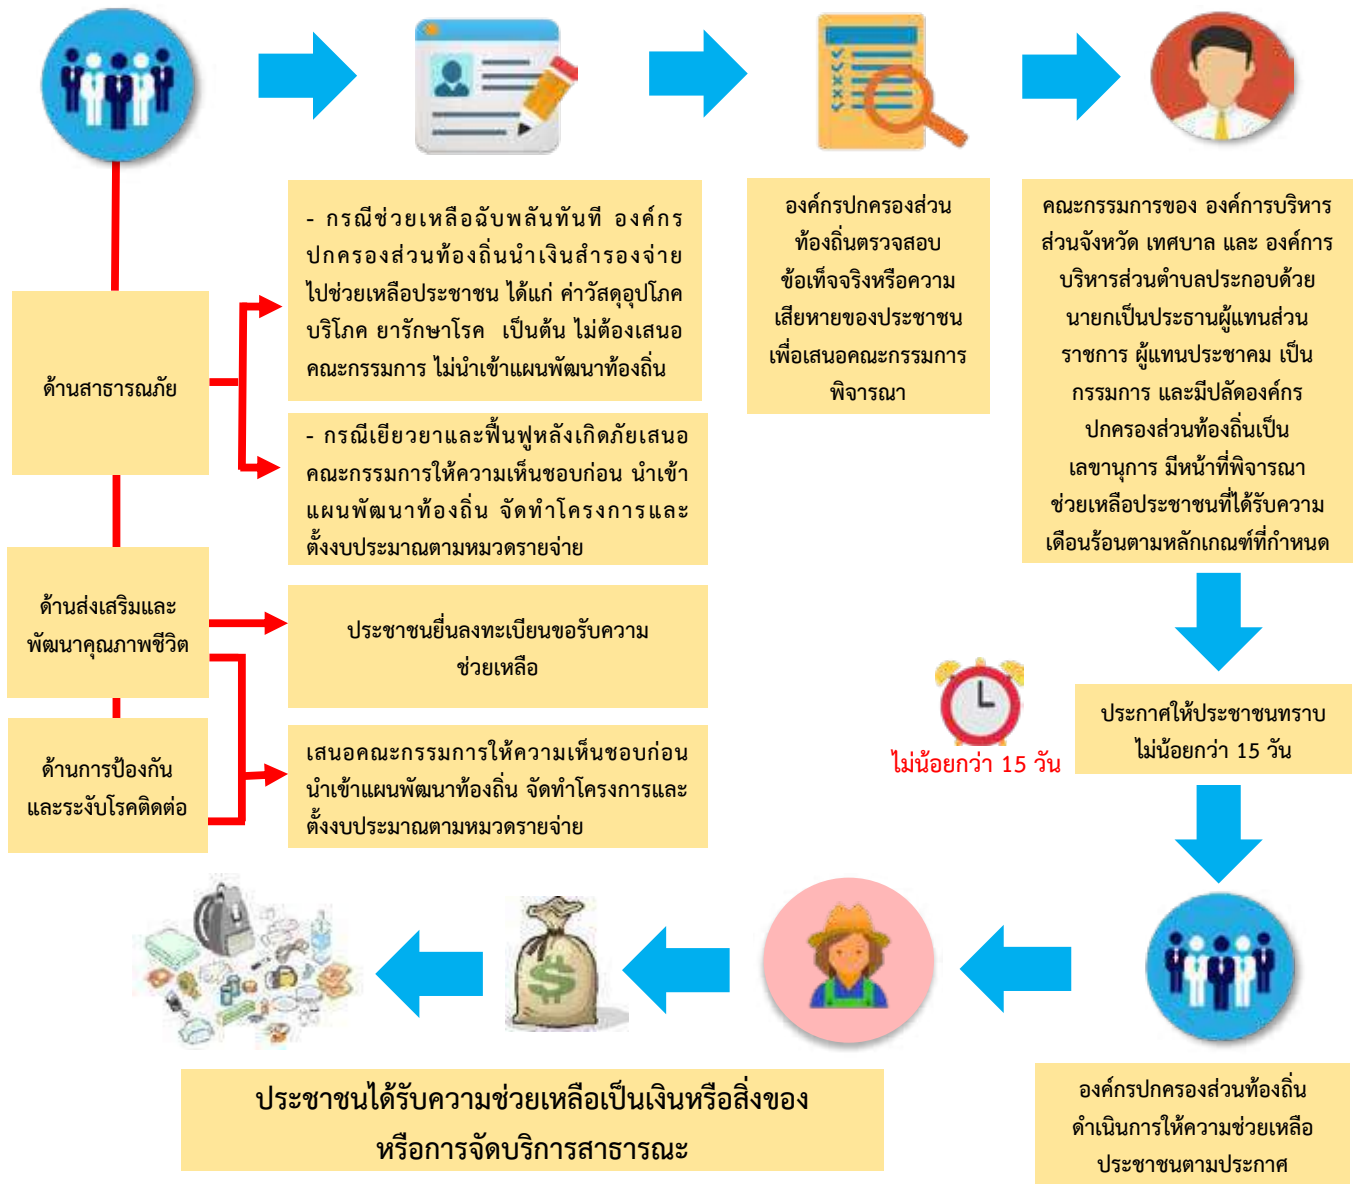 - กรณีช่วยเหลือฉับพลันทันที องค์กร
ปกครองส่วนท้องถิ่นนำเงินสำรองจ่าย
ไปช่วยเหลือประชาชน ได้แก่ ค่าวัสดุอุปโภค
บริโภค ยารักษาโรค เป็นต้น ไม่ต้องเสนอ
คณะกรรมการ ไม่นำเข้าแผนพัฒนาท้องถิ่น
องค์กรปกครองส่วน
ท้องถิ่นตรวจสอบ
ข้อเท็จจริงหรือความ
เสียหายของประชาชน
เพื่อเสนอคณะกรรมการ
พิจารณา
คณะกรรมการของ องค์การบริหาร
ส่วนจังหวัด เทศบาล และ องค์การ
บริหารส่วนตำบลประกอบด้วย
นายกเป็นประธานผู้แทนส่วน
ราชการ ผู้แทนประชาคม เป็น
กรรมการ และมีปลัดองค์กร
ปกครองส่วนท้องถิ่นเป็น
เลขานุการ มีหน้าที่พิจารณา
ช่วยเหลือประชาชนที่ได้รับความ
เดือนร้อนตามหลักเกณฑ์ที่กำหนด
ด้านสาธารณภัย
- กรณีเยียวยาและฟื้นฟูหลังเกิดภัยเสนอ
คณะกรรมการให้ความเห็นชอบก่อน นำเข้า
แผนพัฒนาท้องถิ่น จัดทำโครงการและ
ตั้งงบประมาณตามหมวดรายจ่าย
ด้านส่งเสริมและ
พัฒนาคุณภาพชีวิต
ประชาชนยื่นลงทะเบียนขอรับความ
ช่วยเหลือ
ด้านการป้องกัน
และระงับโรคติดต่อ
เสนอคณะกรรมการให้ความเห็นชอบก่อน
นำเข้าแผนพัฒนาท้องถิ่น จัดทำโครงการและ
ตั้งงบประมาณตามหมวดรายจ่าย
ไม่น้อยกว่า 15 วัน
ประกาศให้ประชาชนทราบ
ไม่น้อยกว่า 15 วัน
องค์กรปกครองส่วนท้องถิ่น
ดำเนินการให้ความช่วยเหลือ
ประชาชนตามประกาศ
ประชาชนได้รับความช่วยเหลือเป็นเงินหรือสิ่งของ
หรือการจัดบริการสาธารณะ